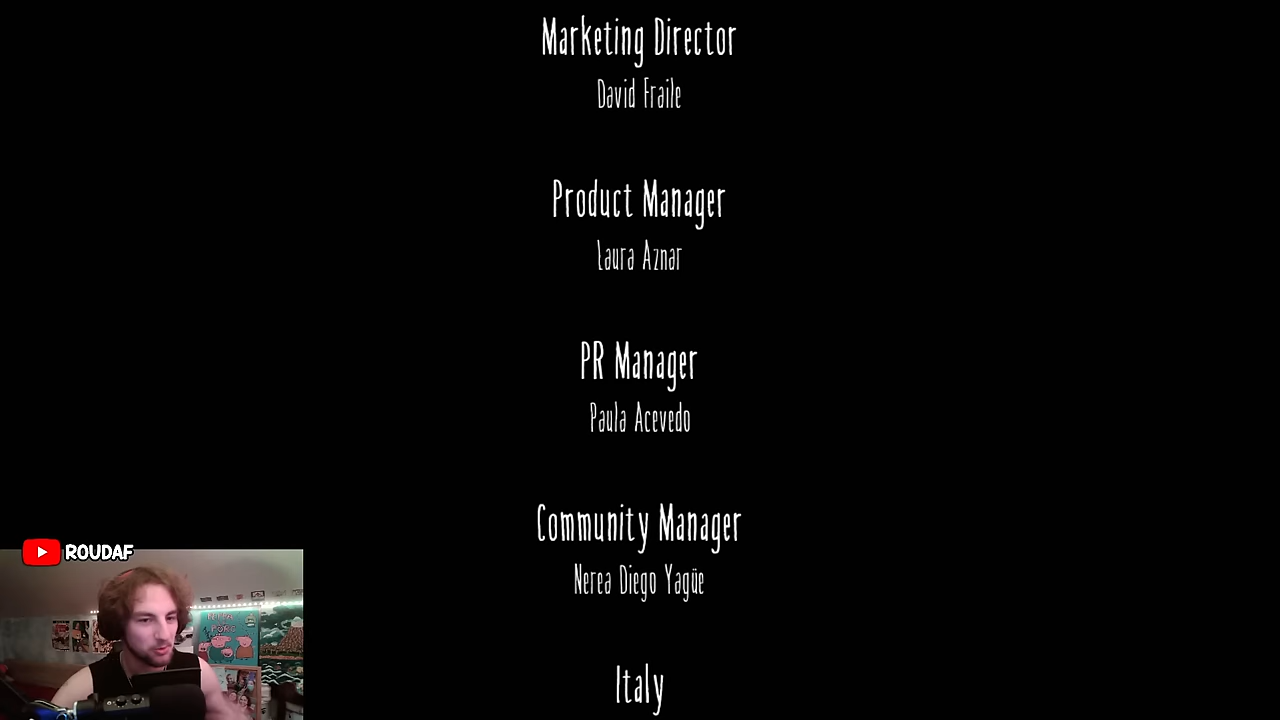 Marketing Director
David Fraile
Product Manager
Laura Aznar
PR Manager
Paula Acevedo
Community Manager
Nerea Diego Yagüe
Italy
ROUDAF